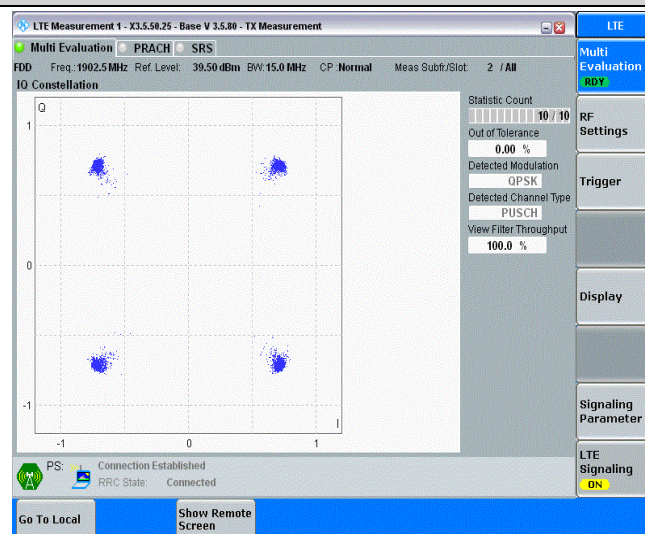 LTE Measurement 1 - X3.5.50.25 - Base V 3.5.80 - TX Measurement
LTE
Multi Evaluation PRACH SRS
Multi
Evaluation
RDY
FDD Freq.:1902.5 MHz Ref. Level: 39.50 dBm BW:15.0 MHz CP :Normal Meas Subfr./Slot: 2 / All
IQ Constellation
Statistic Count
10 / 10
Out of Tolerance
0.00 %
Detected Modulation
QPSK
Detected Channel Type
PUSCH
View Filter Throughput
100.0 %
Q
1
0
-1
I
-1 0 1
RF
Settings
Trigger
Display
Signaling
Parameter
LTE
Signaling
ON
PS: Connection Established
RRC State: Connected
Go To Local
Show Remote
Screen